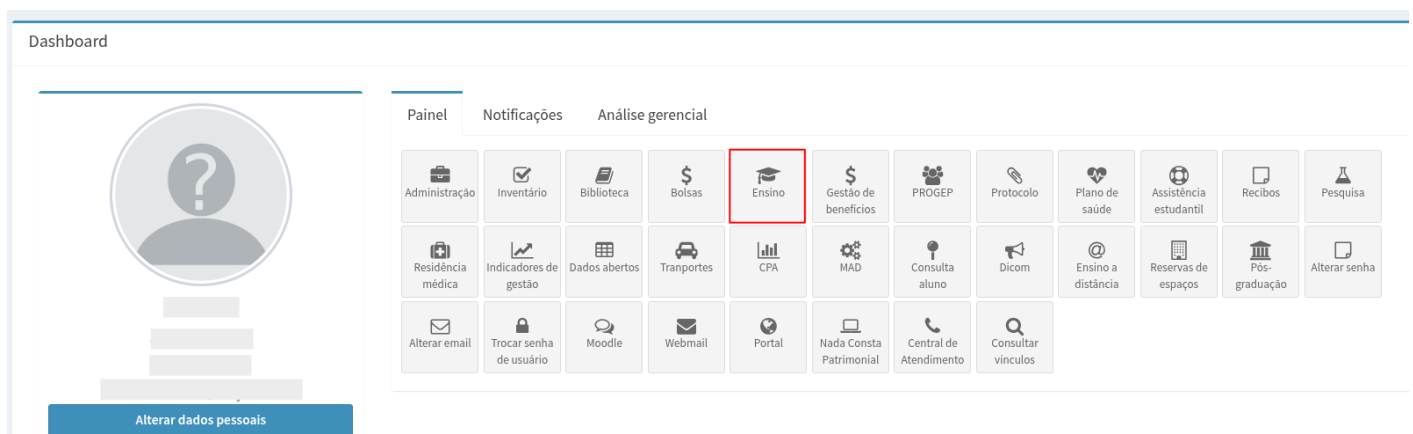 Dashboard
Painel Notificações Análise gerencial
Administração Inventário Biblioteca Bolsas Ensino Gestão de benefícios PROGEP Protocolo Plano de saúde Assistência estudantil Recibos Pesquisa
Residência médica Indicadores de gestão Dados abertos Tranportes CPA MAD Consulta aluno Dicom Ensino a distância Reservas de espaços Pós-graduação Alterar senha
Alterar email Trocar senha de usuário Moodle Webmail Portal Nada Consta Patrimonial Central de Atendimento Consultar vínculos
Alterar dados pessoais